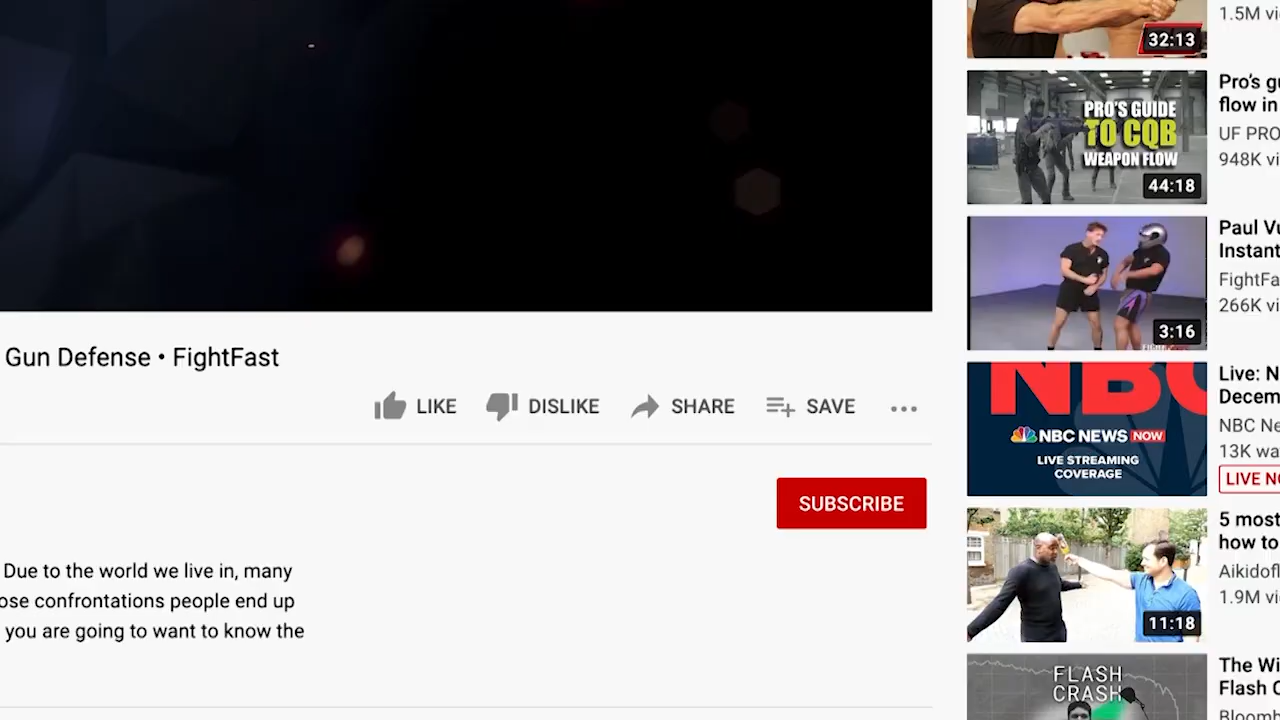 Gun Defense • FightFast
LIKE
DISLIKE
SHARE
SAVE
SUBSCRIBE
Due to the world we live in, many
ose confrontations people end up
you are going to want to know the
1.5M vi
32:13
PRO'S GUIDE
TO CQB
WEAPON FLOW
44:18
Pro's gu
flow in
UF PRO
948K vi
3:16
Paul Vu
Instant
FightFa
266K vi
NBC
NBC NEWS NOW
LIVE STREAMING
COVERAGE
Live: N
Decem
NBC Ne
13K wa
LIVE NO
11:18
5 most
how to
Aikidofl
1.9M vi
FLASH
CRASH
The Wi
Flash C
Bloomb